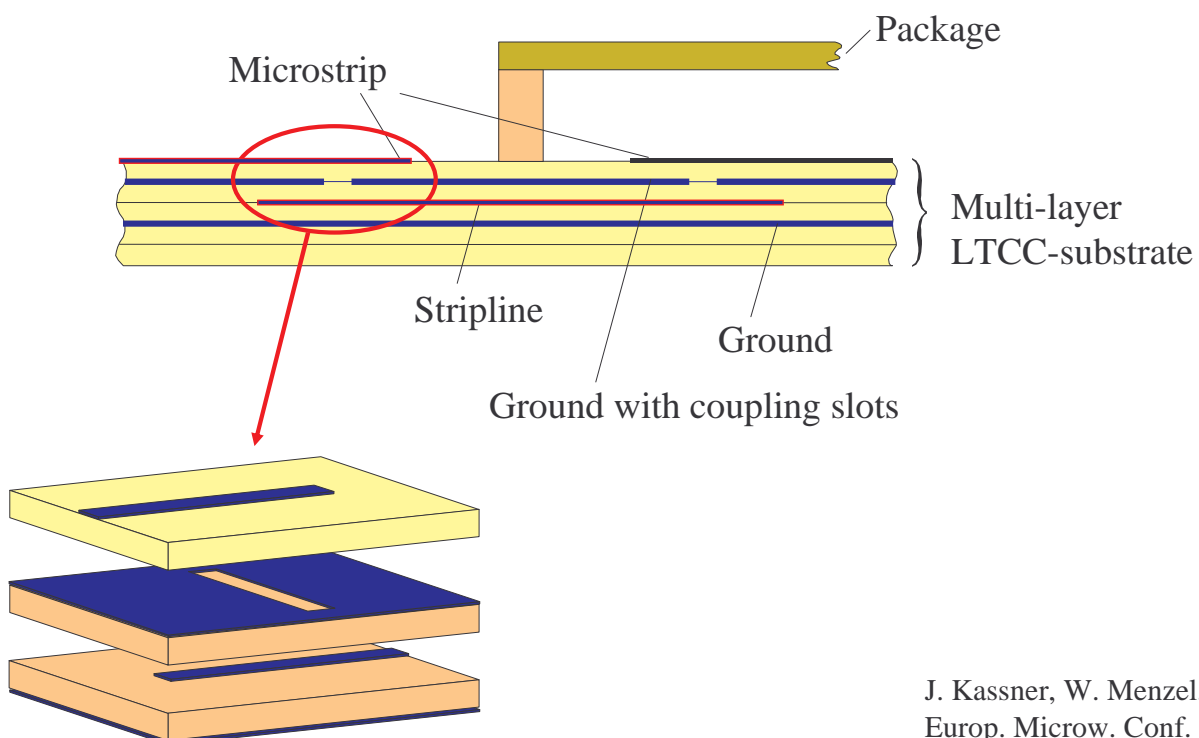 Package
Microstrip
Multi-layer
LTCC-substrate
Stripline
Ground
Ground with coupling slots
J. Kassner, W. Menzel
Europ. Microw. Conf.